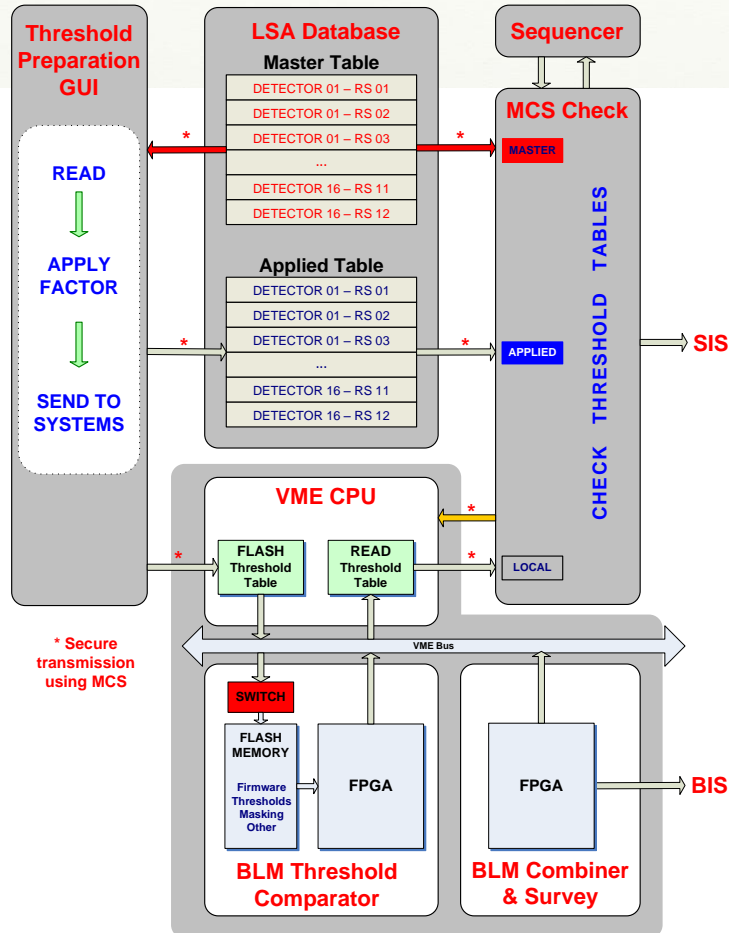 Threshold
Preparation
GUI
READ
APPLY
FACTOR
SEND TO
SYSTEMS
* Secure
transmission
using MCS
LSA Database
Master Table
DETECTOR 01 – RS 01
DETECTOR 01 – RS 02
DETECTOR 01 – RS 03
...
DETECTOR 16 – RS 11
DETECTOR 16 – RS 12
Applied Table
DETECTOR 01 – RS 01
DETECTOR 01 – RS 02
DETECTOR 01 – RS 03
...
DETECTOR 16 – RS 11
DETECTOR 16 – RS 12
*
*
*
*
Sequencer
MCS Check
MASTER
APPLIED
LOCAL
CHECK THRESHOLD TABLES
SIS
VME CPU
*
*
*
FLASH
Threshold
Table
READ
Threshold
Table
VME Bus
SWITCH
FLASH
MEMORY
Firmware
Thresholds
Masking
Other
FPGA
BLM Threshold
Comparator
FPGA
BLM Combiner
& Survey
BIS